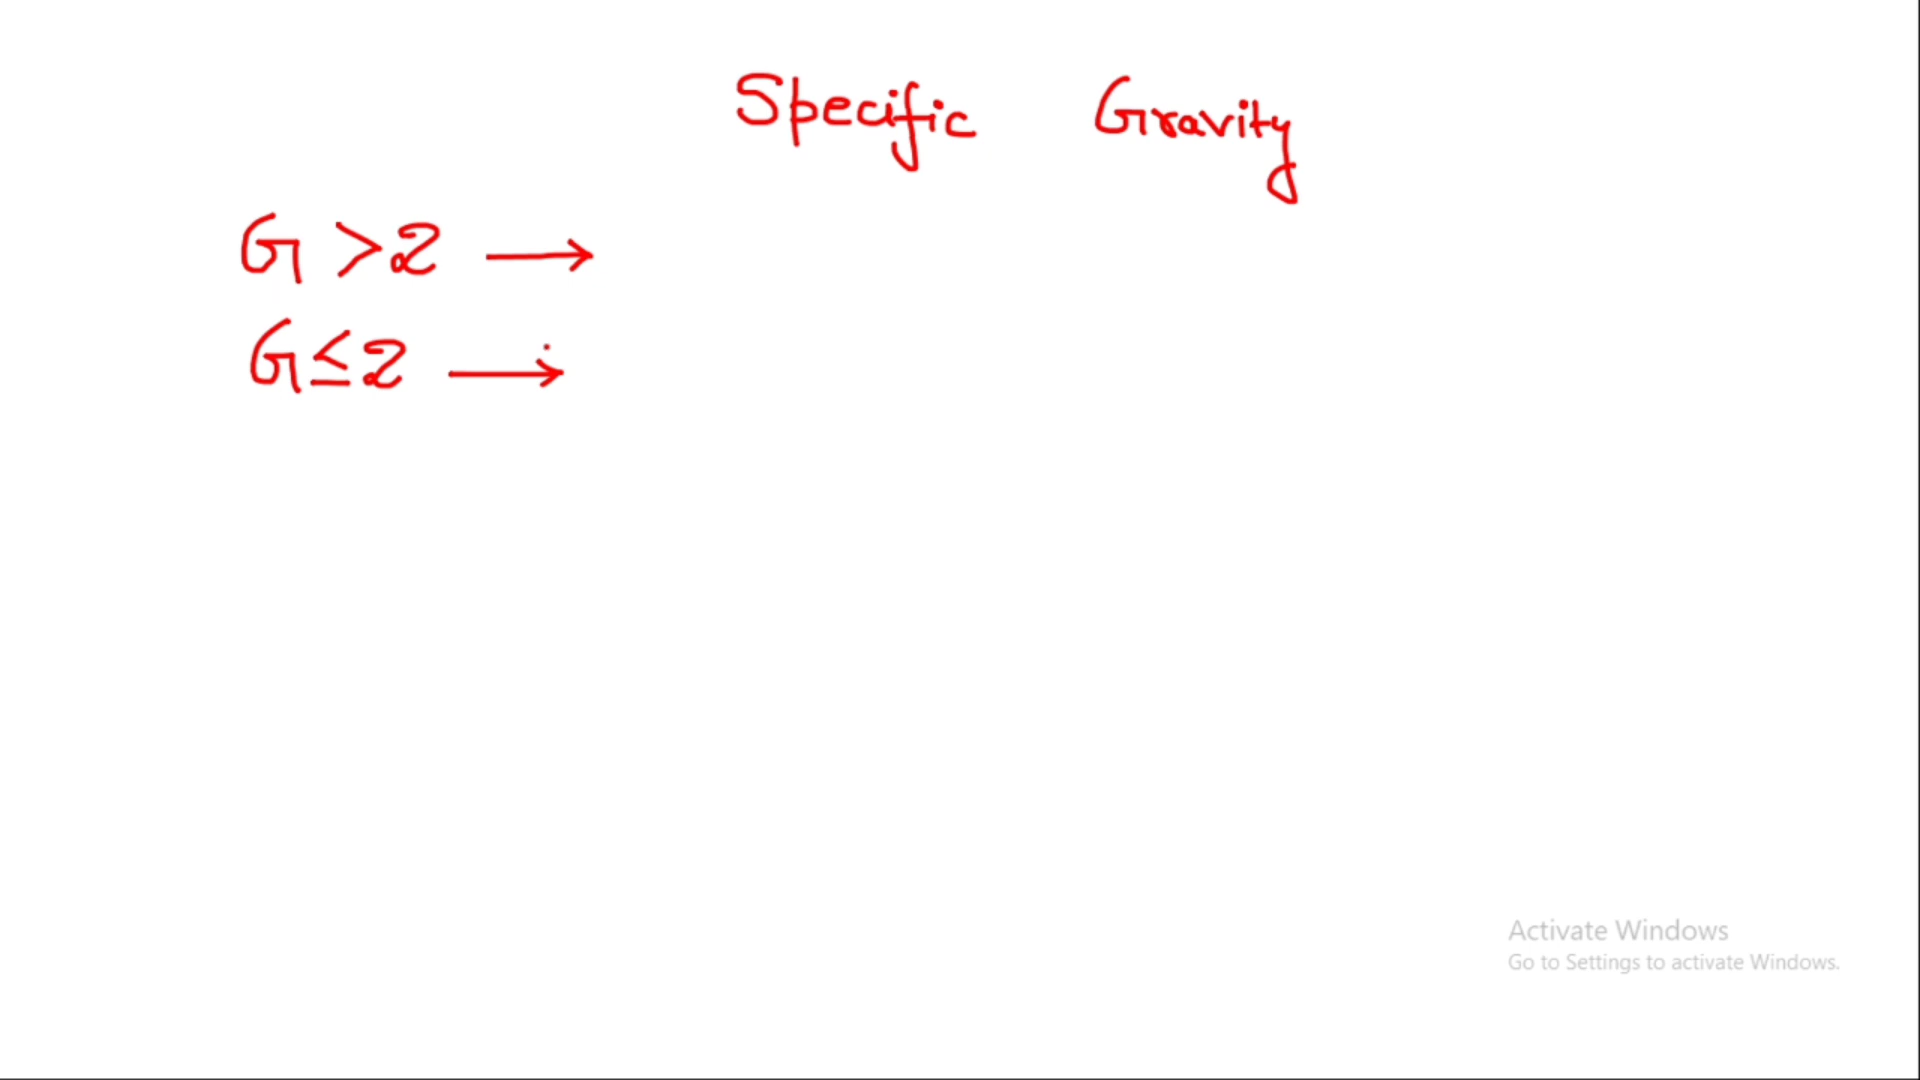 Specific Gravity
G > 2 →
G ≤ 2 →
Activate Windows
Go to Settings to activate Windows.